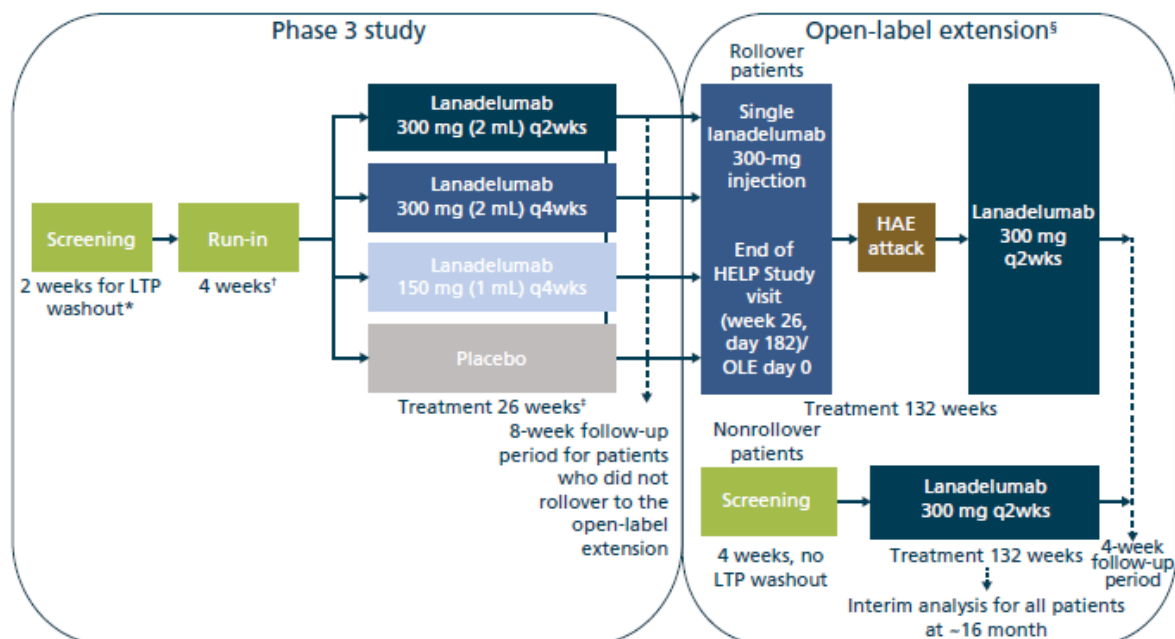 Phase 3 study
Lanadelumab
300 mg (2 mL) q2wks
Lanadelumab
300 mg (2 mL) q4wks
Screening
Run-in
2 weeks for LTP
washout*
4 weeks†
Lanadelumab
150 mg (1 mL) q4wks
Placebo
Treatment 26 weeks‡
8-week follow-up
period for patients
who did not
rollover to the
open-label
extension
Open-label extension§
Rollover
patients
Single
lanadelumab
300-mg
injection
End of
HELP Study
visit
(week 26,
day 182)/
OLE day 0
HAE
attack
Lanadelumab
300 mg
q2wks
Treatment 132 weeks
Nonrollover
patients
Screening
Lanadelumab
300 mg q2wks
4 weeks, no
LTP washout
Treatment 132 weeks
4-week
follow-up
period
Interim analysis for all patients
at ~16 month